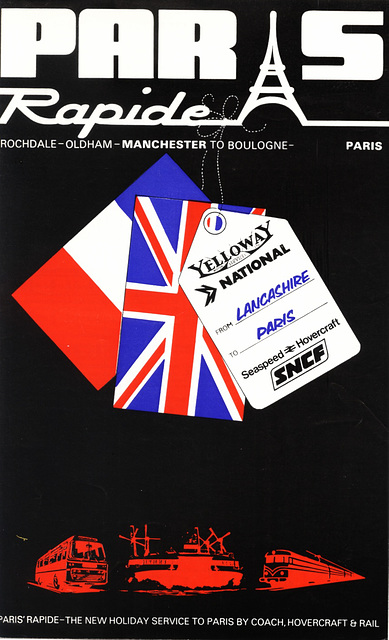 PARIS
Rapide
ROCHDALE–OLDHAM–MANCHESTER TO BOULOGNE– PARIS
YELLOWAY
NATIONAL
FROM LANCASHIRE
TO PARIS
Seaspeed Hovercraft
SNCF
PARIS' RAPIDE–THE NEW HOLIDAY SERVICE TO PARIS BY COACH, HOVERCRAFT & RAIL